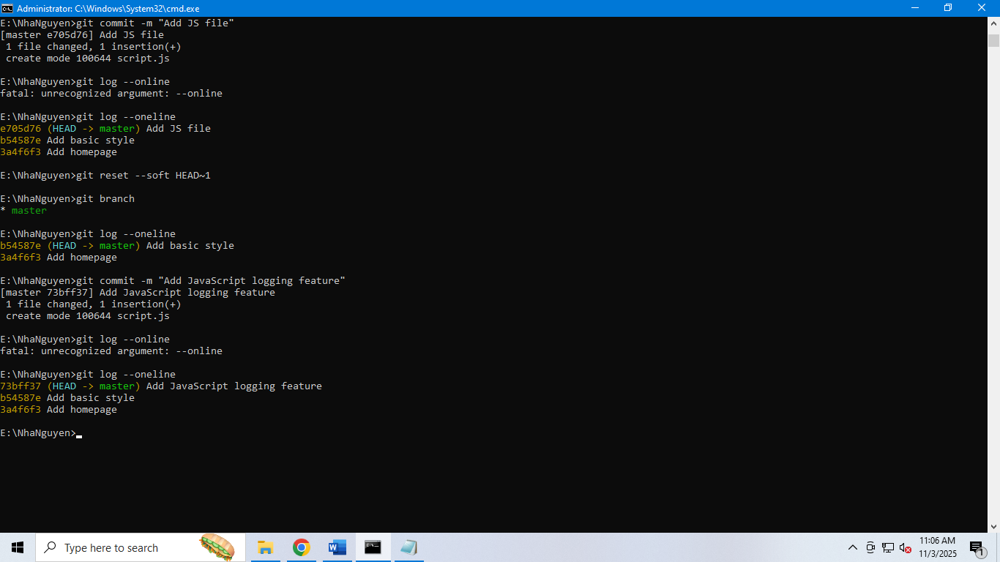 Administrator: C:\Windows\System32\cmd.exe
E:\NhaNguyen>git commit -m "Add JS file"
[master e705d76] Add JS file
 1 file changed, 1 insertion(+)
 create mode 100644 script.js
E:\NhaNguyen>git log --online
fatal: unrecognized argument: --online
E:\NhaNguyen>git log --oneline
e705d76 (HEAD -> master) Add JS file
b54587e Add basic style
3a4f6f3 Add homepage
E:\NhaNguyen>git reset --soft HEAD~1
E:\NhaNguyen>git branch
* master
E:\NhaNguyen>git log --oneline
b54587e (HEAD -> master) Add basic style
3a4f6f3 Add homepage
E:\NhaNguyen>git commit -m "Add JavaScript logging feature"
[master 73bff37] Add JavaScript logging feature
 1 file changed, 1 insertion(+)
 create mode 100644 script.js
E:\NhaNguyen>git log --online
fatal: unrecognized argument: --online
E:\NhaNguyen>git log --oneline
73bff37 (HEAD -> master) Add JavaScript logging feature
b54587e Add basic style
3a4f6f3 Add homepage
E:\NhaNguyen>
Type here to search
11:06 AM
11/3/2025
1